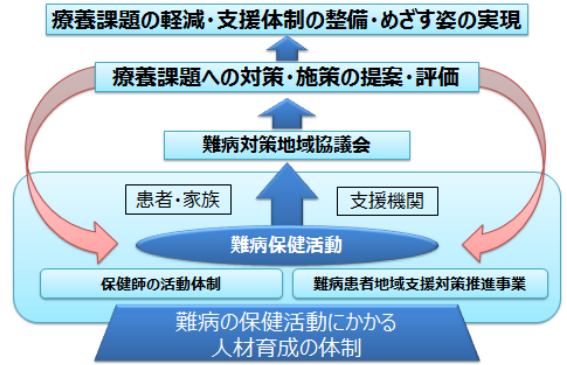 療養課題の軽減・支援体制の整備・めざす姿の実現
療養課題への対策・施策の提案・評価
難病対策地域協議会
患者・家族
支援機関
難病保健活動
保健師の活動体制
難病患者地域支援対策推進事業
難病の保健活動にかかる
人材育成の体制